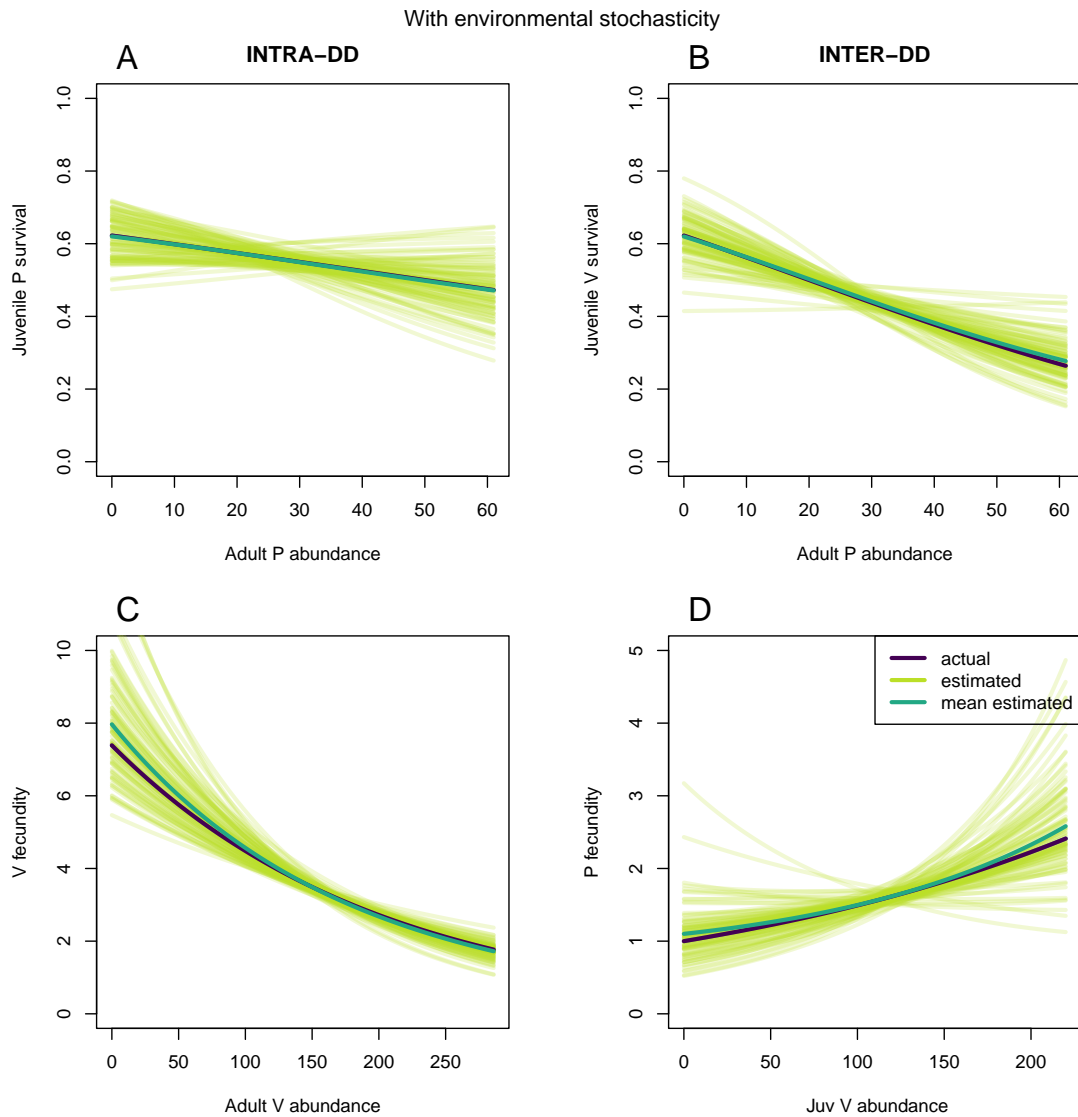 With environmental stochasticity
A
INTRA−DD
1.0
0.8
0.6
0.4
0.2
0.0
Juvenile P survival
0 10 20 30 40 50 60
Adult P abundance
B
INTER−DD
1.0
0.8
0.6
0.4
0.2
0.0
Juvenile V survival
0 10 20 30 40 50 60
Adult P abundance
C
10
8
6
4
2
0
V fecundity
0 50 100 150 200 250
Adult V abundance
D
5
4
3
2
1
0
P fecundity
0 50 100 150 200
Juv V abundance
actual
estimated
mean estimated